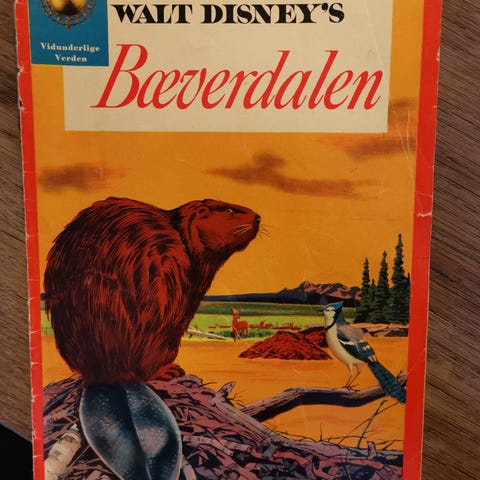 Vidunderlige
Verden
WALT DISNEY'S
Bæverdalen